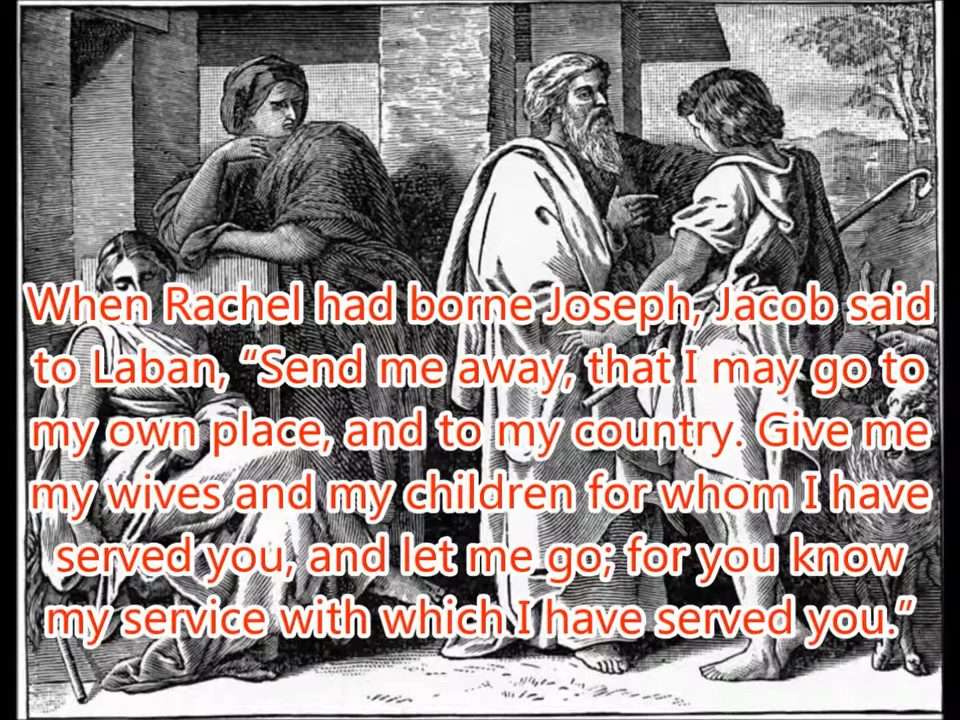 When Rachel had borne Joseph, Jacob said
to Laban, “Send me away, that I may go to
my own place, and to my country. Give me
my wives and my children for whom I have
served you, and let me go; for you know
my service with which I have served you.”